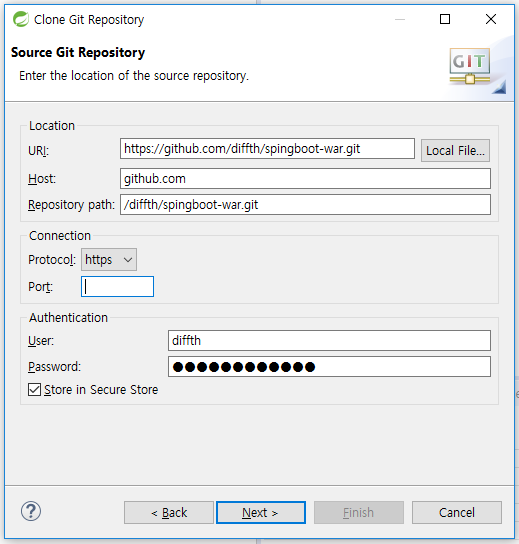 Clone Git Repository
Source Git Repository
Enter the location of the source repository.
GIT
Location
URI: https://github.com/diffth/spingboot-war.git Local File...
Host: github.com
Repository path: /diffth/spingboot-war.git
Connection
Protocol: https
Port:
Authentication
User: diffth
Password: ●●●●●●●●●●●●
Store in Secure Store
< Back Next > Finish Cancel